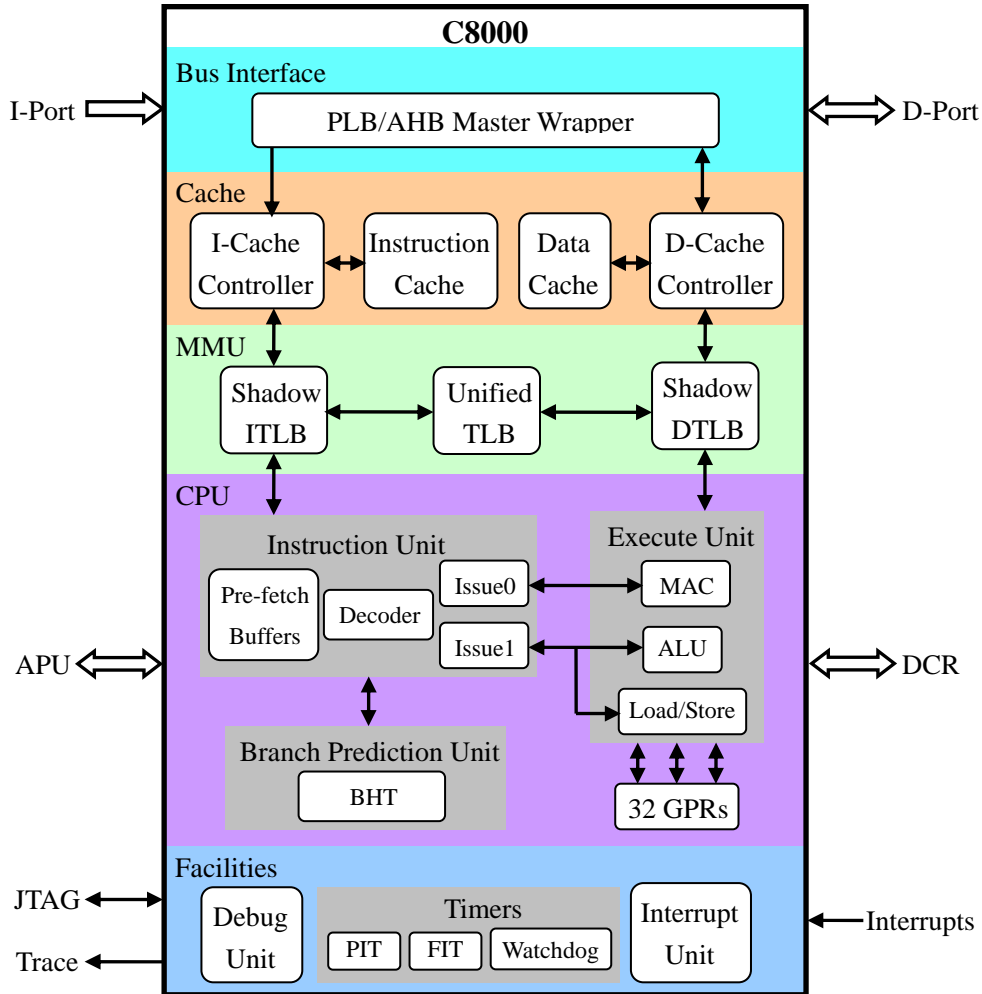 C8000
Bus Interface
I-Port
PLB/AHB Master Wrapper
D-Port
Cache
I-Cache
Controller
Instruction
Cache
Data
Cache
D-Cache
Controller
MMU
Shadow
ITLB
Unified
TLB
Shadow
DTLB
CPU
Instruction Unit
Pre-fetch
Buffers
Decoder
Issue0
Issue1
Execute Unit
MAC
ALU
Load/Store
APU
DCR
Branch Prediction Unit
BHT
32 GPRs
Facilities
JTAG
Trace
Debug
Unit
Timers
PIT
FIT
Watchdog
Interrupt
Unit
Interrupts